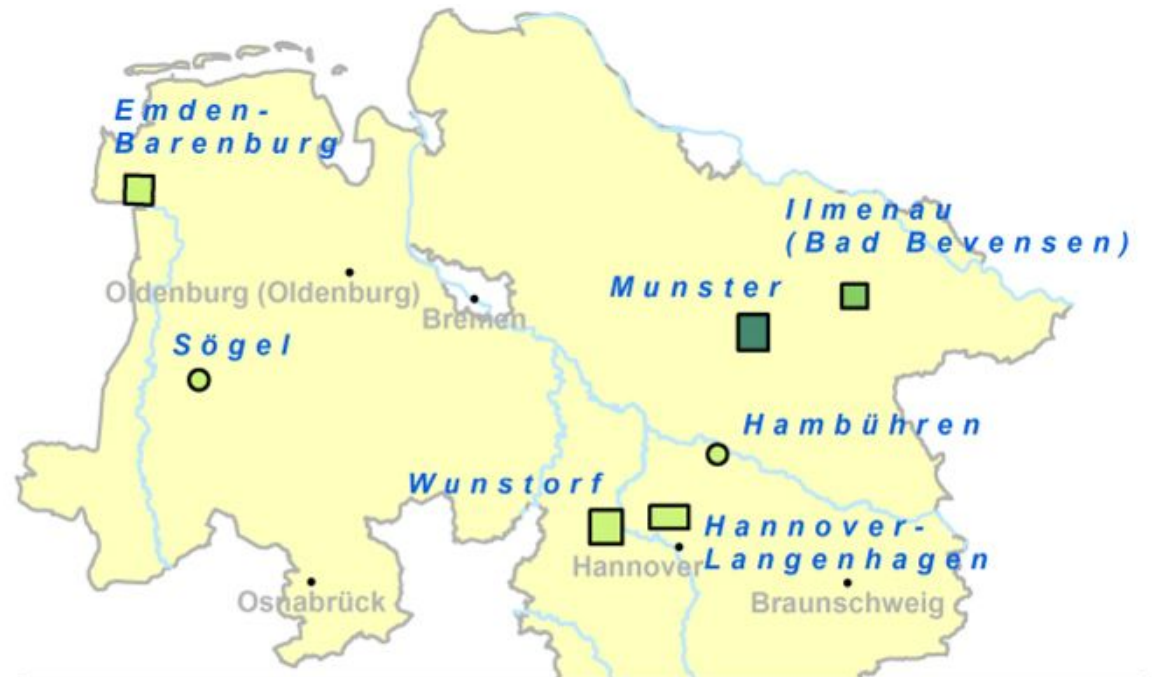 Emden-
Barenburg
Ilmenau
(Bad Bevensen)
Munster
Oldenburg (Oldenburg)
Bremen
Sögel
Hambühren
Wunstorf
Hannover-
Langenhagen
Hannover
Osnabrück
Braunschweig